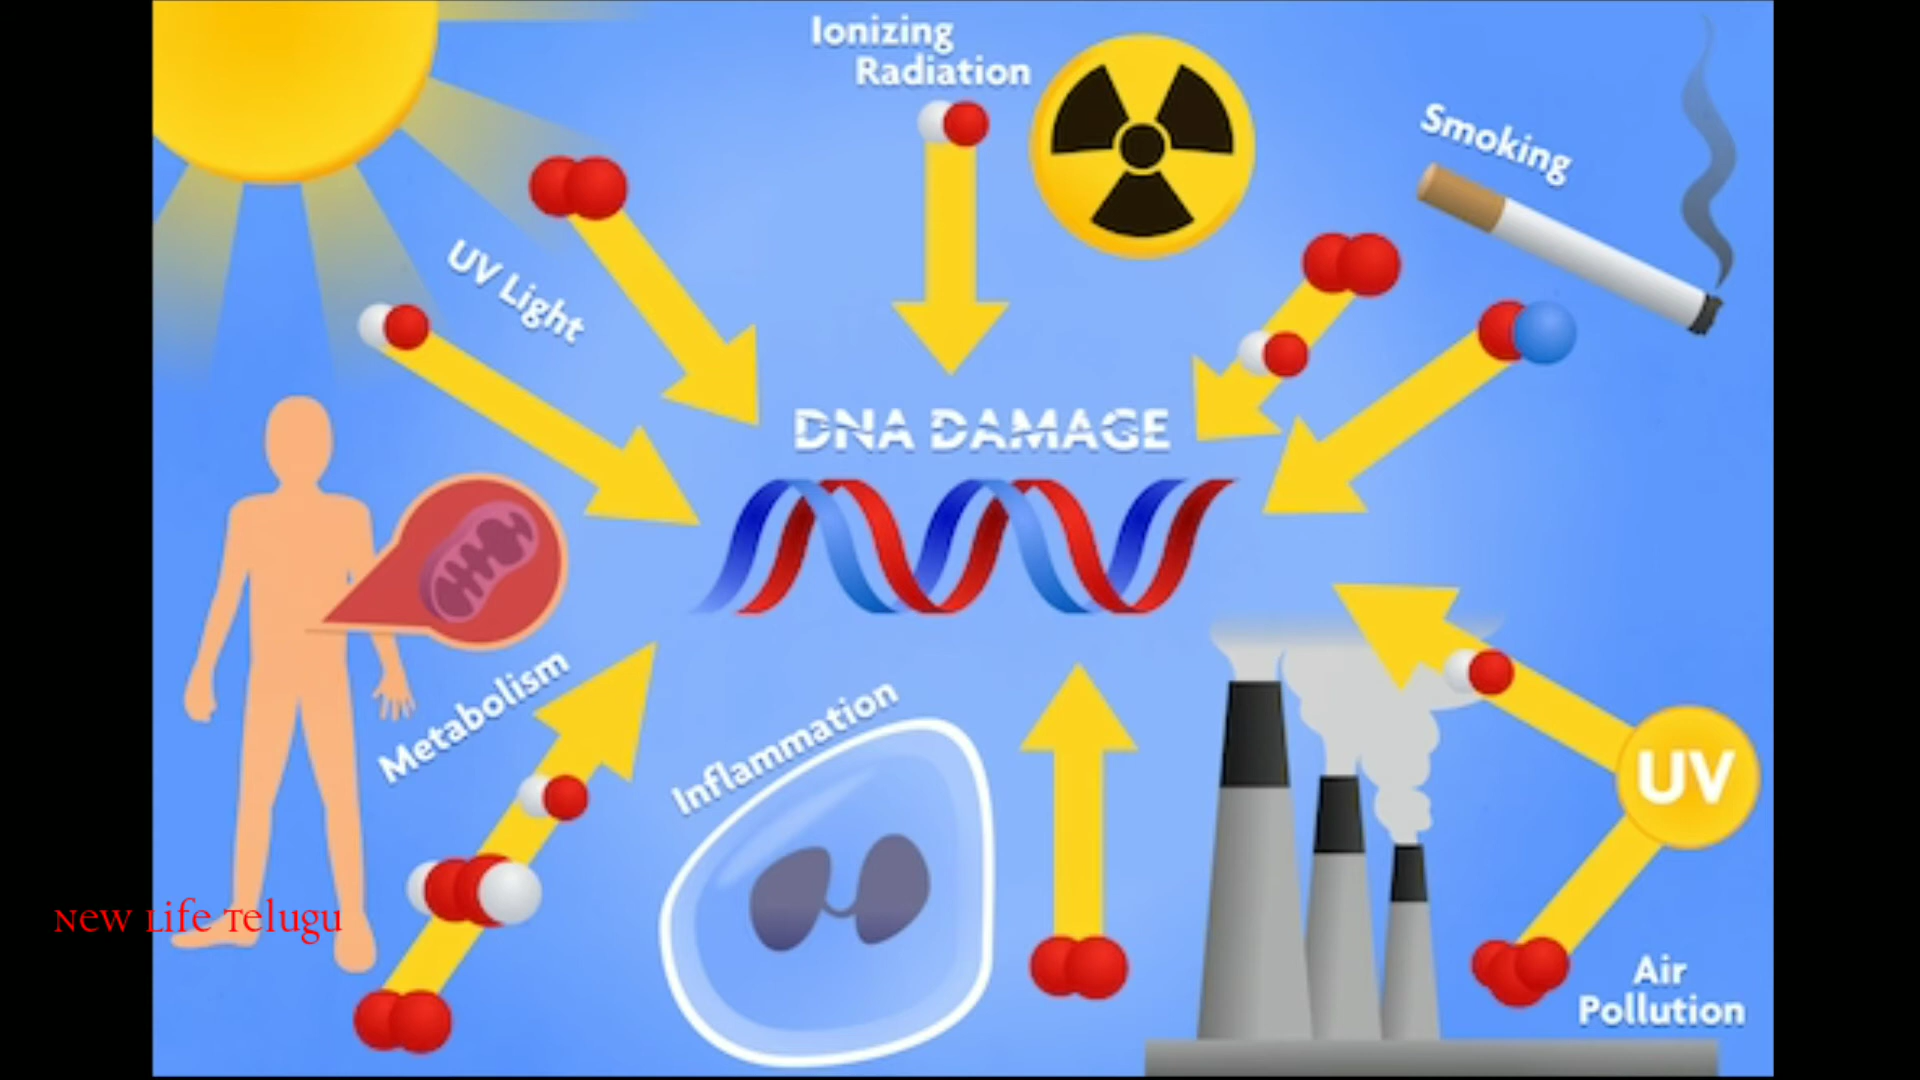 Ionizing
Radiation
Smoking
UV Light
DNA DAMAGE
Metabolism
Inflammation
UV
New Life Telugu
Air
Pollution